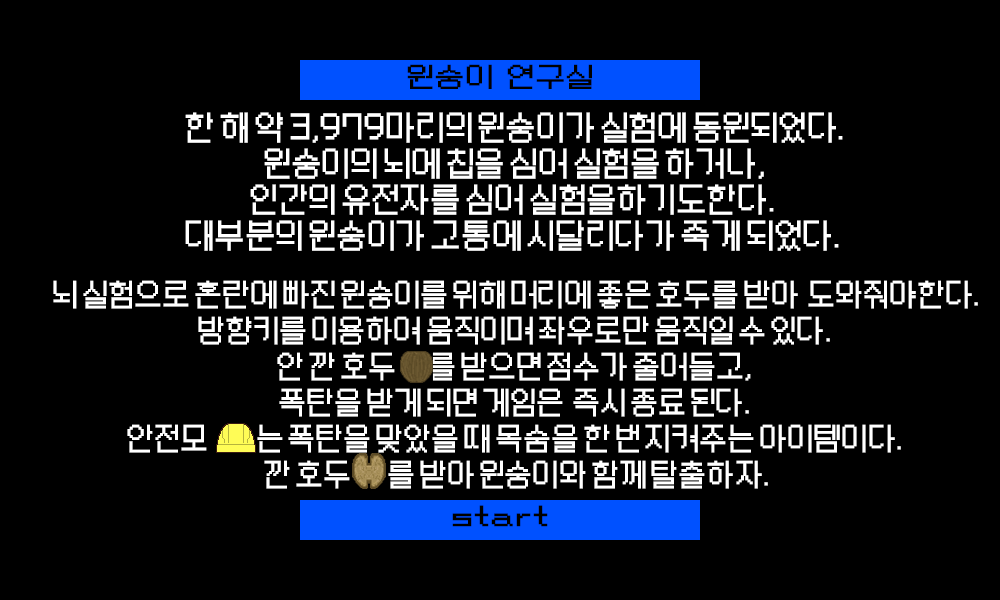 원숭이 연구실
한 해 약 3,979마리의 원숭이가 실험에 동원되었다.
원숭이의 뇌에 칩을 심어 실험을 하거나,
인간의 유전자를 심어 실험을하기도한다.
대부분의 원숭이가 고통에 시달리다가 죽게 되었다.
뇌 실험으로 혼란에 빠진 원숭이를 위해 머리에 좋은 호두를 받아 도와줘야한다.
방향키를 이용하여 움직이며 좌우로만 움직일 수 있다.
안 깐 호두 를 받으면 점수가 줄어들고,
폭탄을 받게 되면 게임은 즉시 종료 된다.
안전모 는 폭탄을 맞았을 때 목숨을 한 번 지켜주는 아이템이다.
깐 호두 를 받아 원숭이와 함께 탈출하자.
start